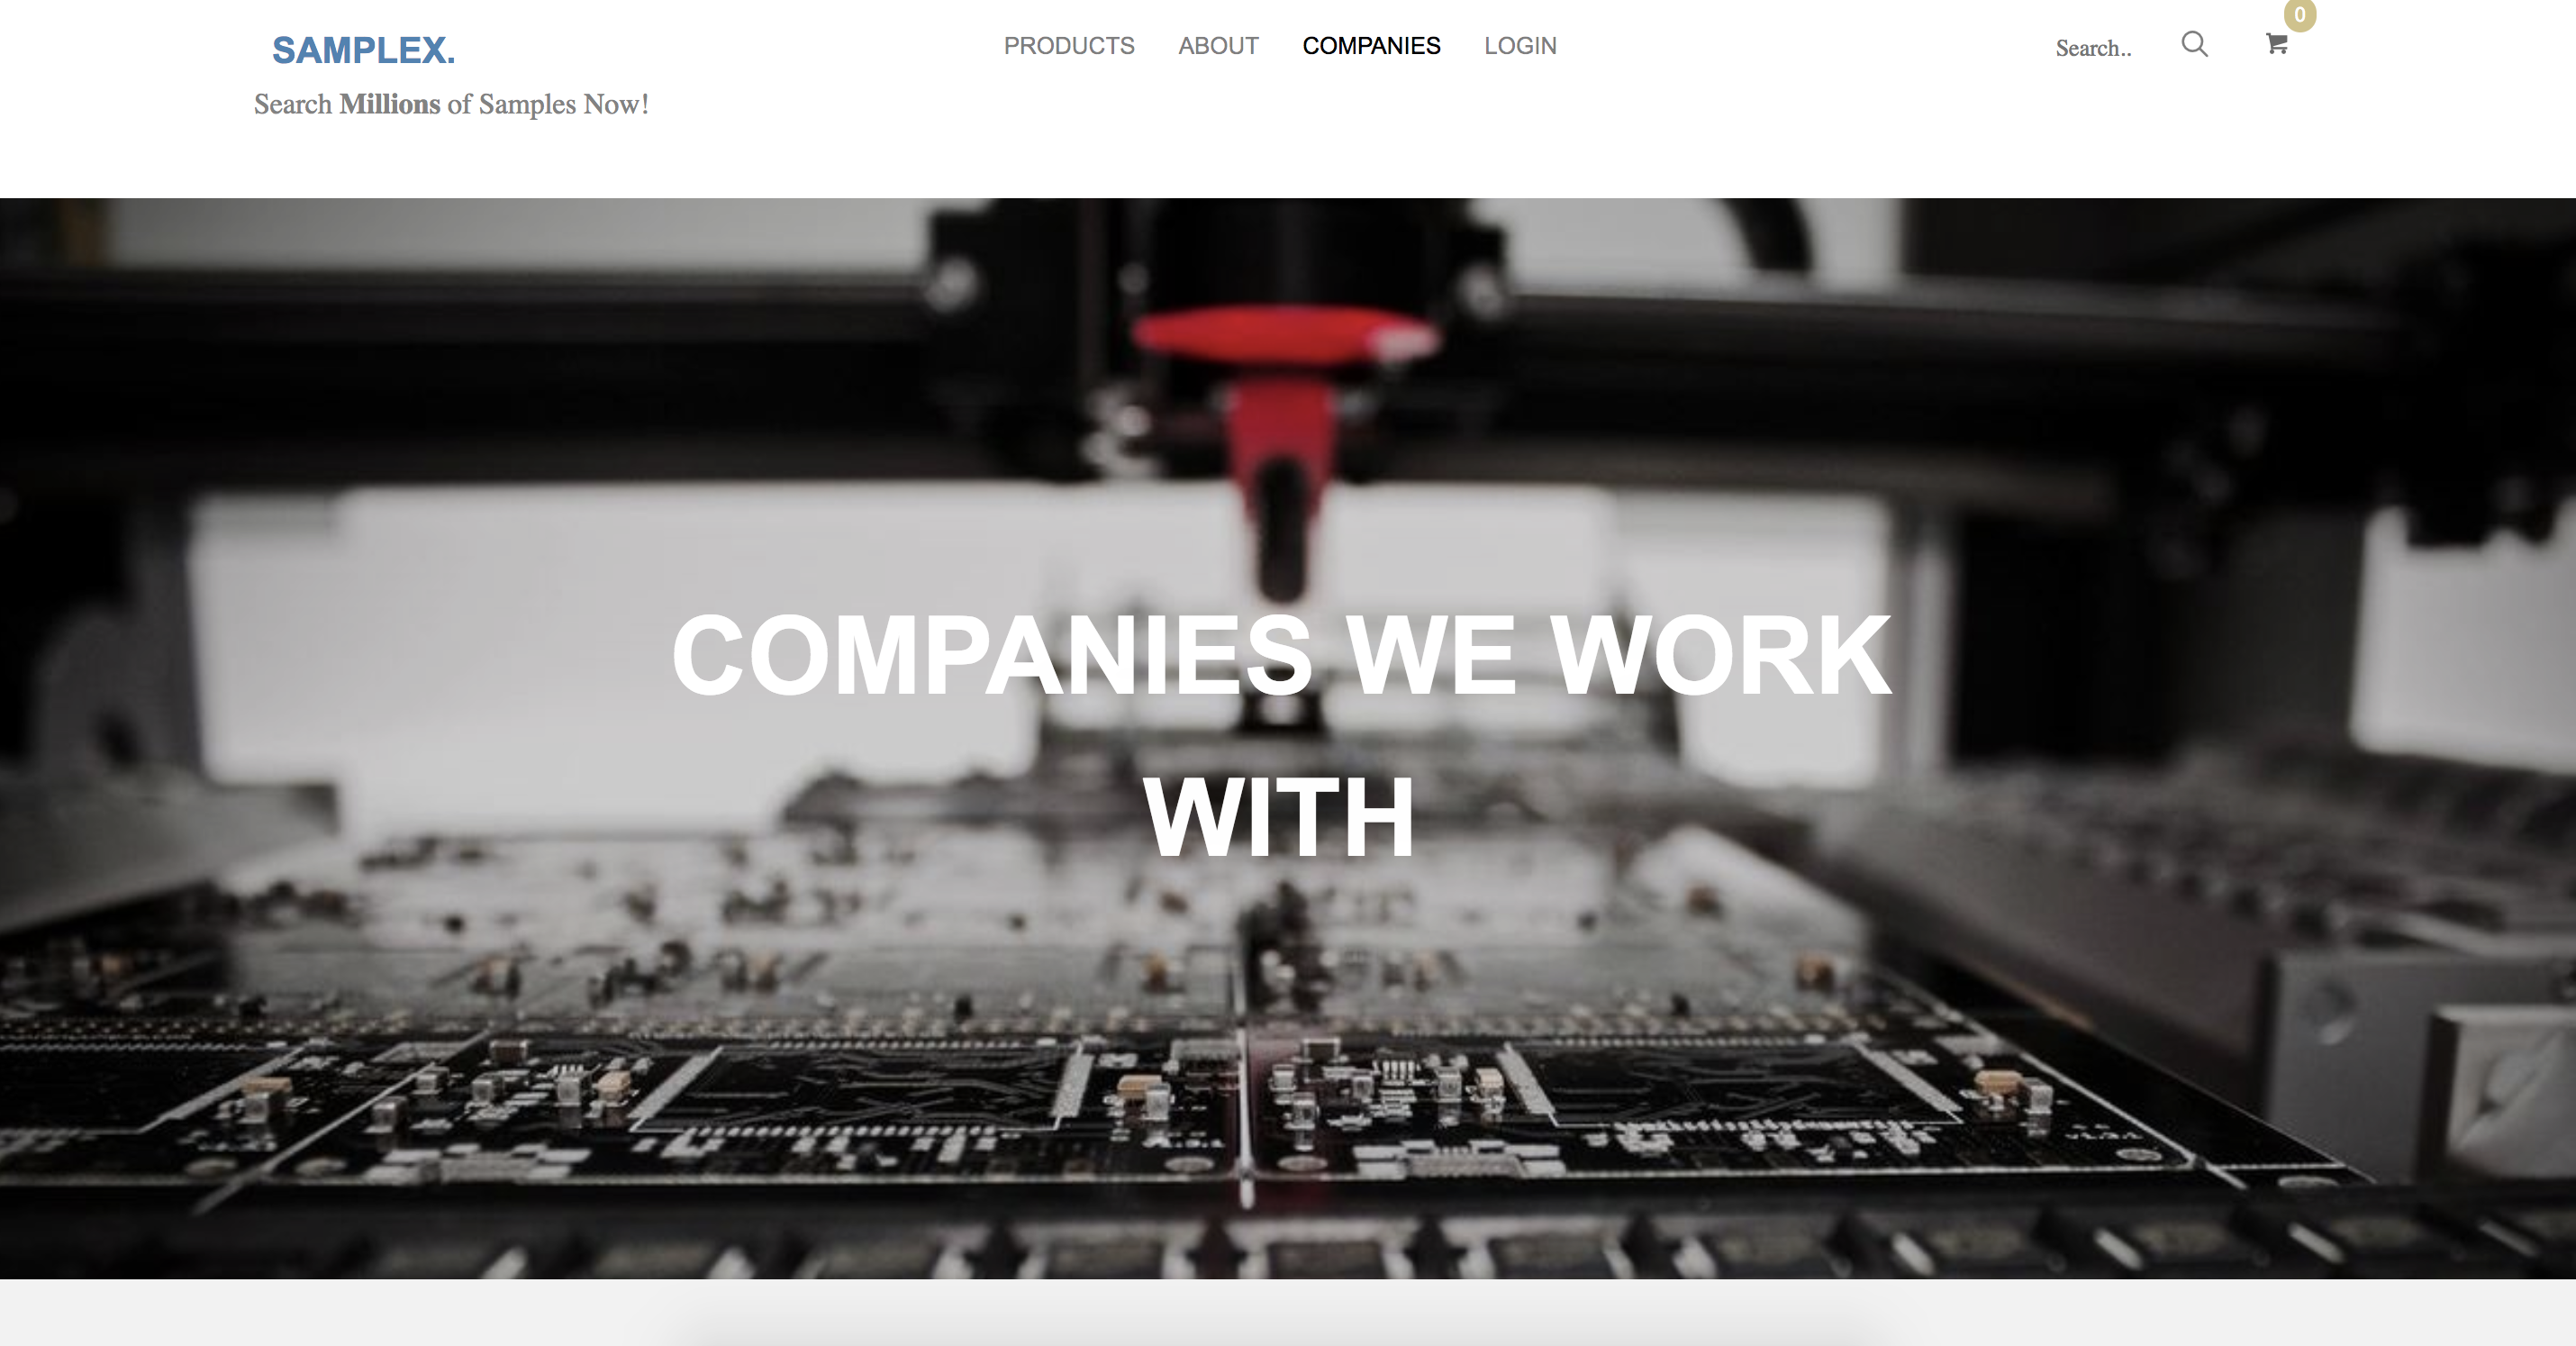 SAMPLEX.
Search Millions of Samples Now!
PRODUCTS ABOUT COMPANIES LOGIN
Search..
0
COMPANIES WE WORK
WITH